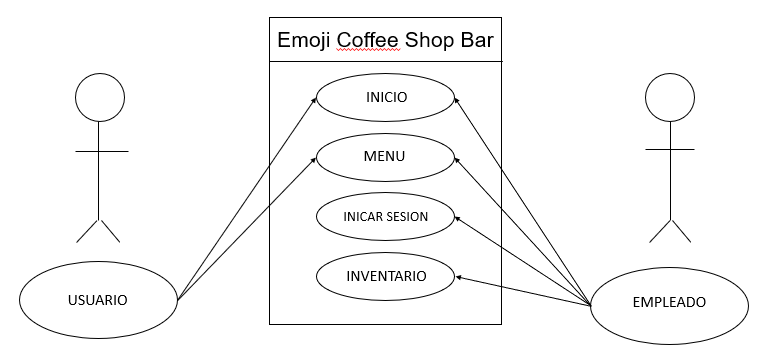 Emoji Coffee Shop Bar
INICIO
MENU
INICAR SESION
INVENTARIO
USUARIO
EMPLEADO